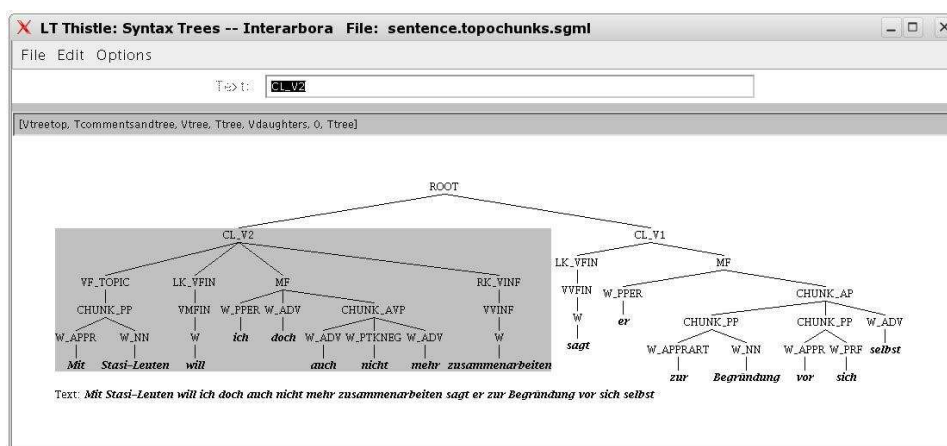 X LT Thistle: Syntax Trees -- Interarbora File: sentence.topochunks.sgml
File Edit Options
Text: CL_V2
[Vtreetop, Tcommentsandtree, Vtree, Ttree, Vdaughters, 0, Ttree]
ROOT
CL_V2 CL_V1
LK_VFIN MF
VF_TOPIC LK_VFIN MF RK_VINF
VVFIN W_PPER CHUNK_AP
CHUNK_PP VMFIN W_PPER W_ADV CHUNK_AVP VVINF
W er CHUNK_PP CHUNK_PP W_ADV
W_APPR W_NN W ich doch W_ADV W_PTKNEG W_ADV W
sagt W_APPRART W_NN W_APPR W_PRF selbst
Mit Stasi-Leuten will auch nicht mehr zusammenarbeiten
zur Begründung vor sich
Text: Mit Stasi-Leuten will ich doch auch nicht mehr zusammenarbeiten sagt er zur Begründung vor sich selbst